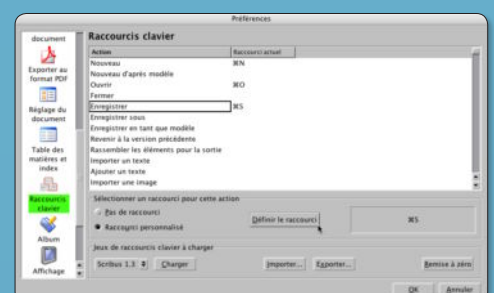 Préférences
document
Exporter au
format PDF
Réglage du
document
Table des
matières et
index
Raccourcis
clavier
Album
Affichage
Raccourcis clavier
Action Raccourci actuel
Nouveau ⌘N
Nouveau d'après modèle
Ouvrir ⌘O
Fermer
Enregistrer ⌘S
Enregistrer sous
Enregistrer en tant que modèle
Revenir à la version précédente
Rassembler les éléments pour la sortie
Importer un texte
Ajouter un texte
Importer une image
Sélectionner un raccourci pour cette action
Pas de raccourci
Raccourci personnalisé
Définir le raccourci
⌘S
Jeux de raccourcis clavier à charger
Scribus 1.3 Charger Importer... Exporter... Remise à zéro
OK Annuler